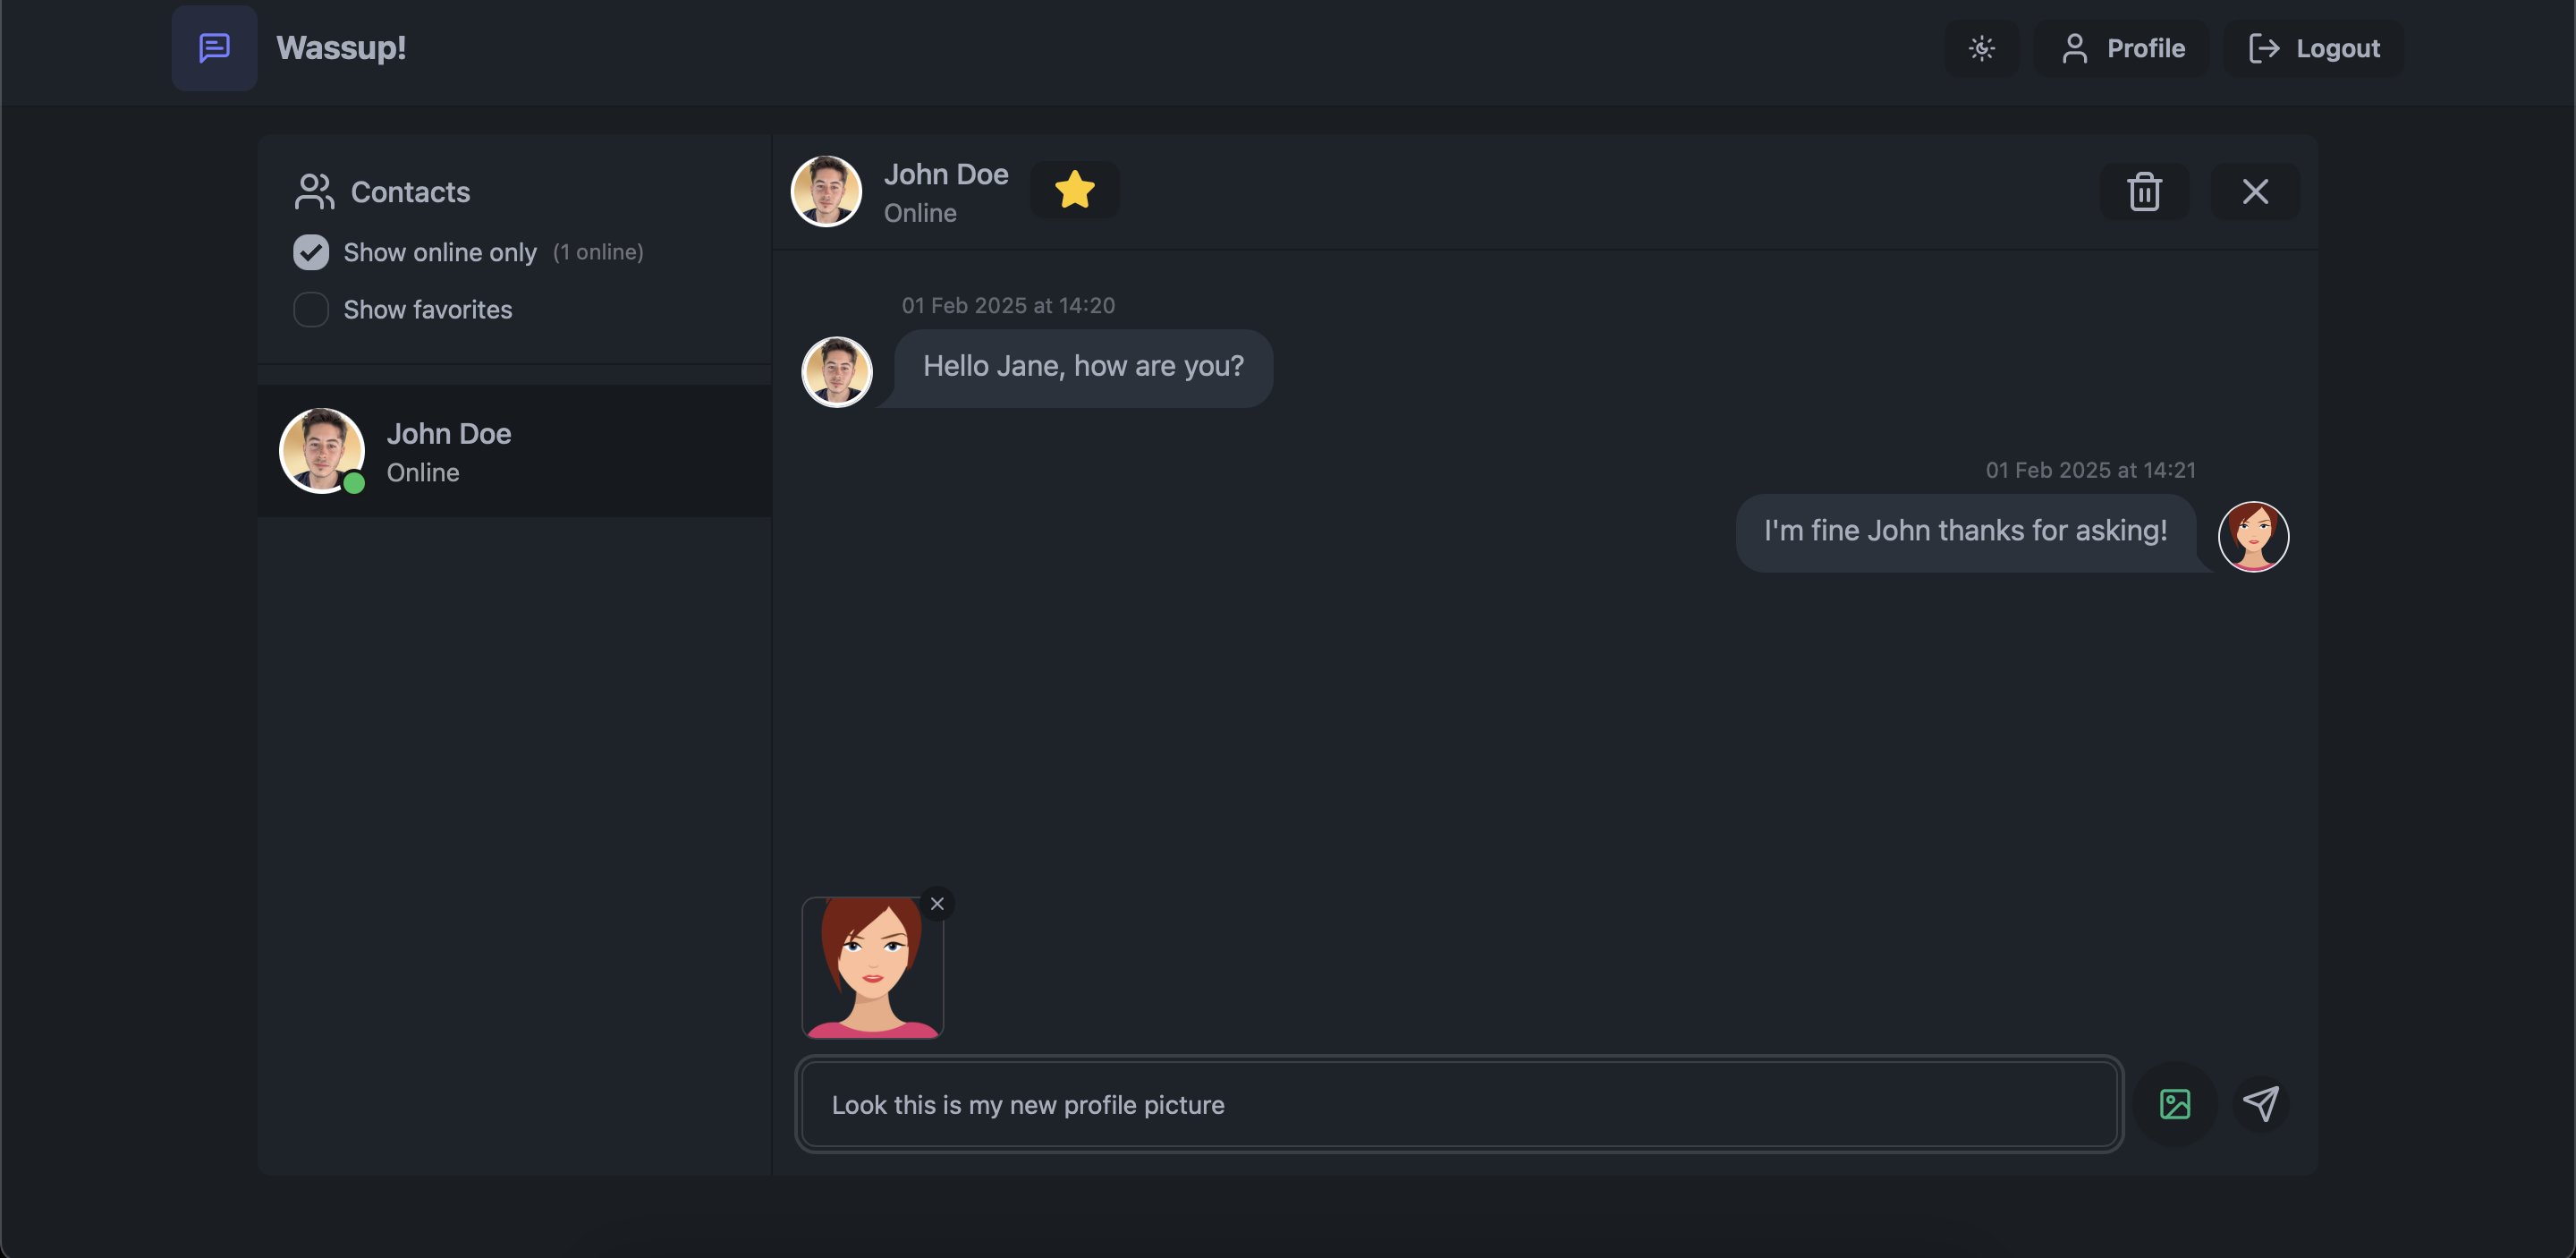 Wassup!
Profile
Logout
Contacts
Show online only (1 online)
Show favorites
John Doe
Online
John Doe
Online
01 Feb 2025 at 14:20
Hello Jane, how are you?
01 Feb 2025 at 14:21
I'm fine John thanks for asking!
Look this is my new profile picture